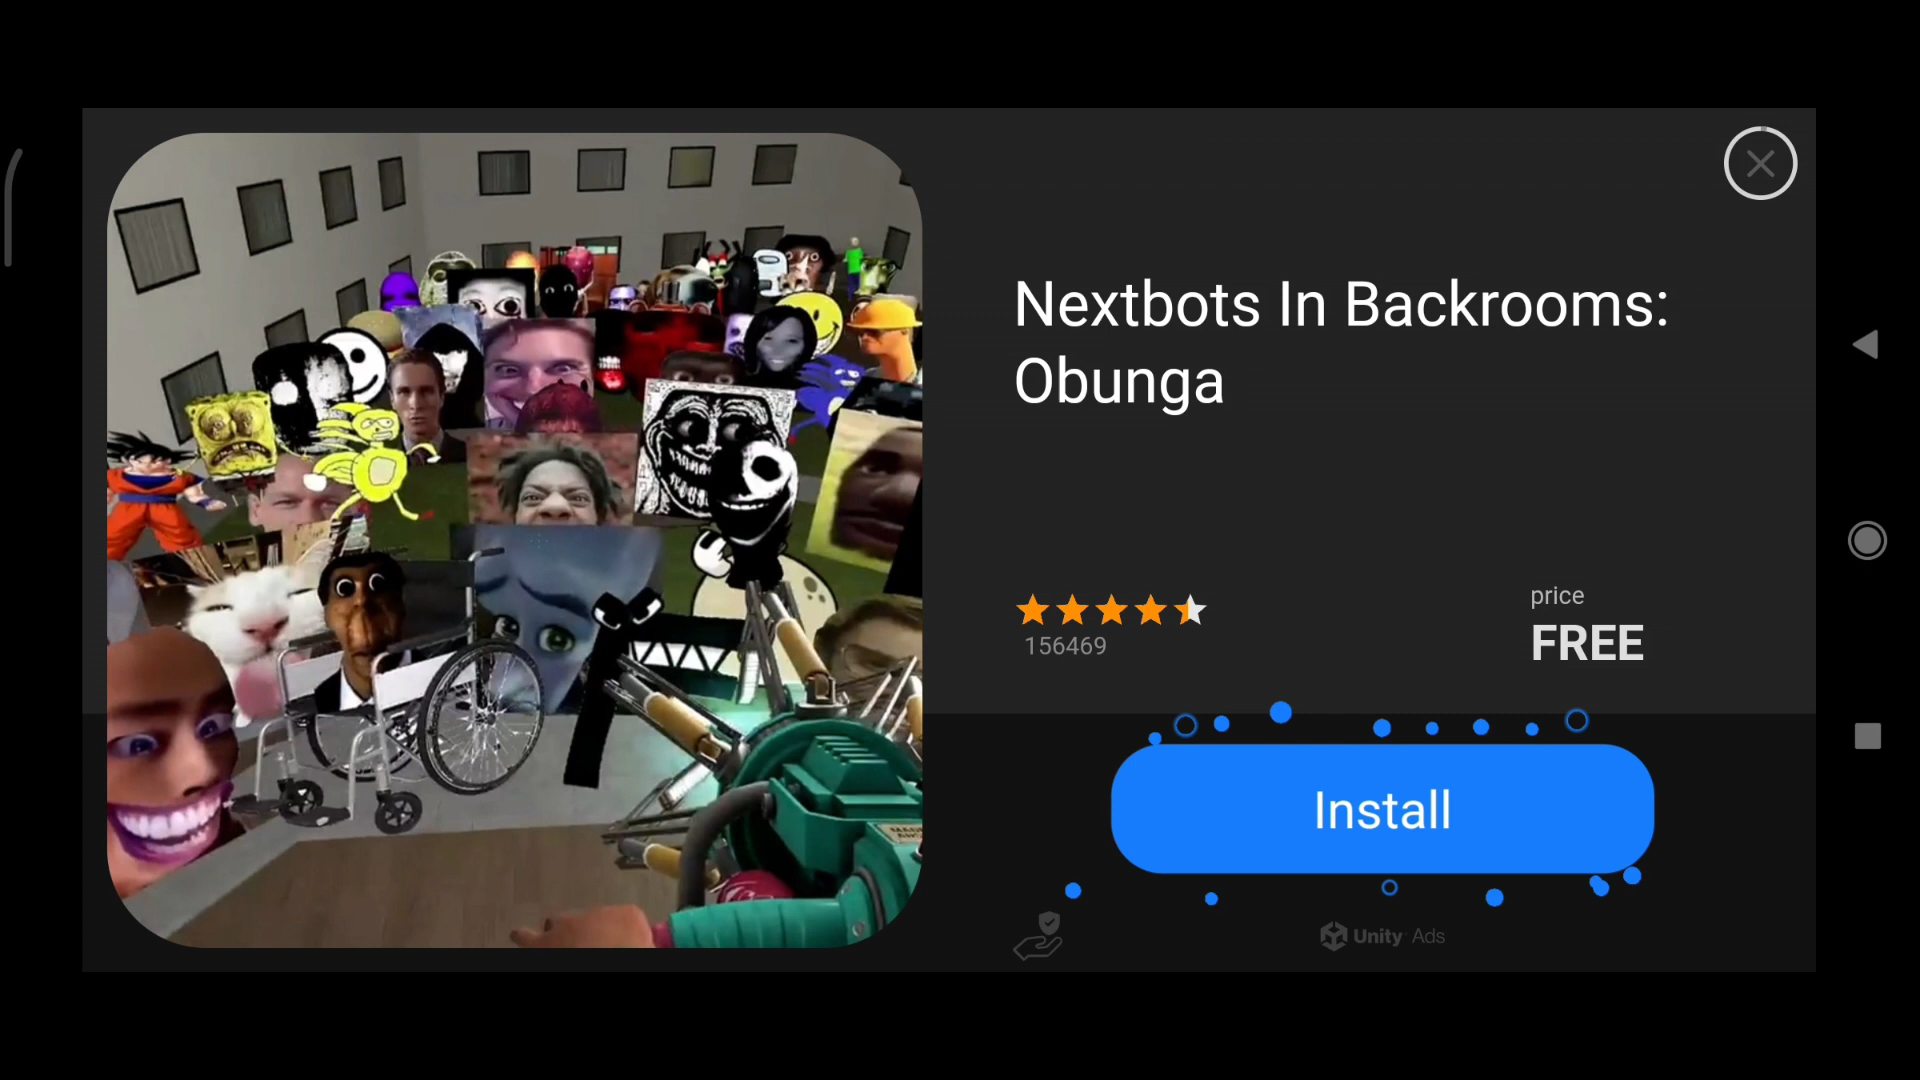 Nextbots In Backrooms:
Obunga
156469
price
FREE
Install
Unity Ads